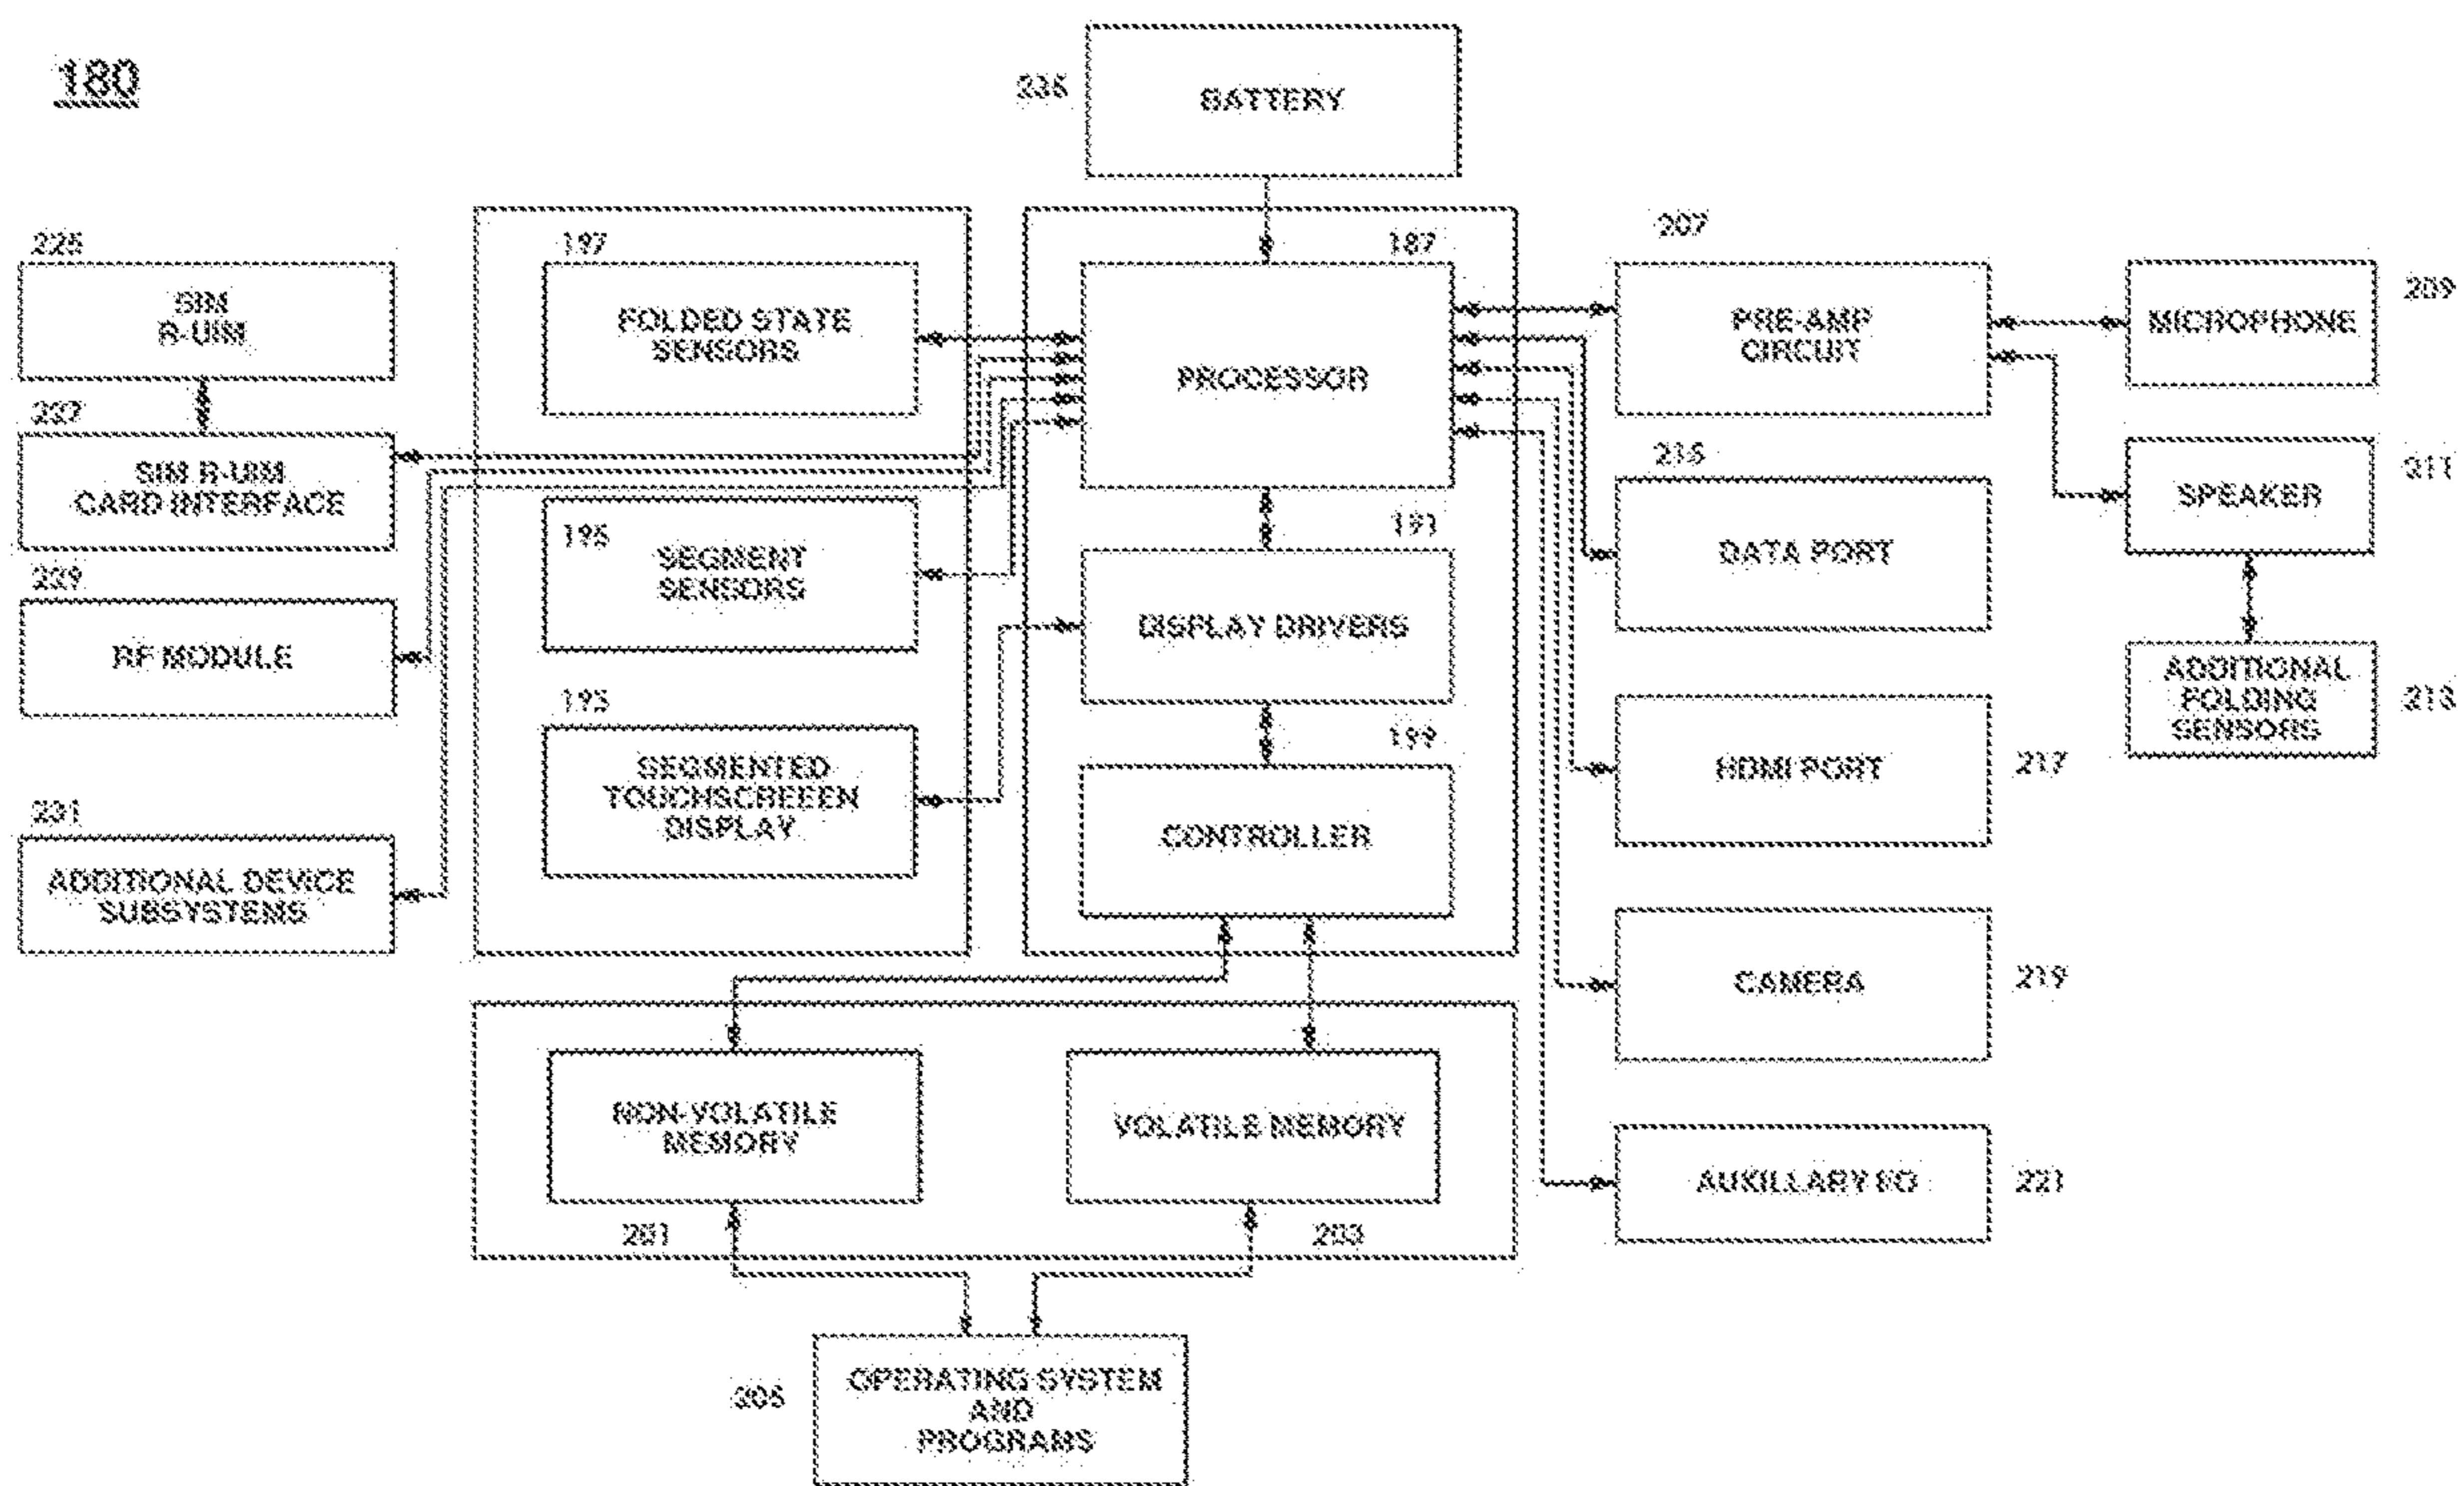 180
235
BATTERY
225
SIM
R-UIM
227
SIM R-UIM
CARD INTERFACE
229
RF MODULE
231
ADDITIONAL DEVICE
SUBSYSTEMS
197
FOLDED STATE
SENSORS
195
SEGMENT
SENSORS
193
SEGMENTED
TOUCHSCREEEN
DISPLAY
187
PROCESSOR
191
DISPLAY DRIVERS
199
CONTROLLER
207
PRE-AMP
CIRCUIT
215
DATA PORT
HDMI PORT
217
CAMERA
219
AUXILLARY I/O
221
MICROPHONE
209
SPEAKER
211
ADDITIONAL
FOLDING
SENSORS
213
NON-VOLATILE
MEMORY
201
VOLATILE MEMORY
203
205
OPERATING SYSTEM
AND
PROGRAMS